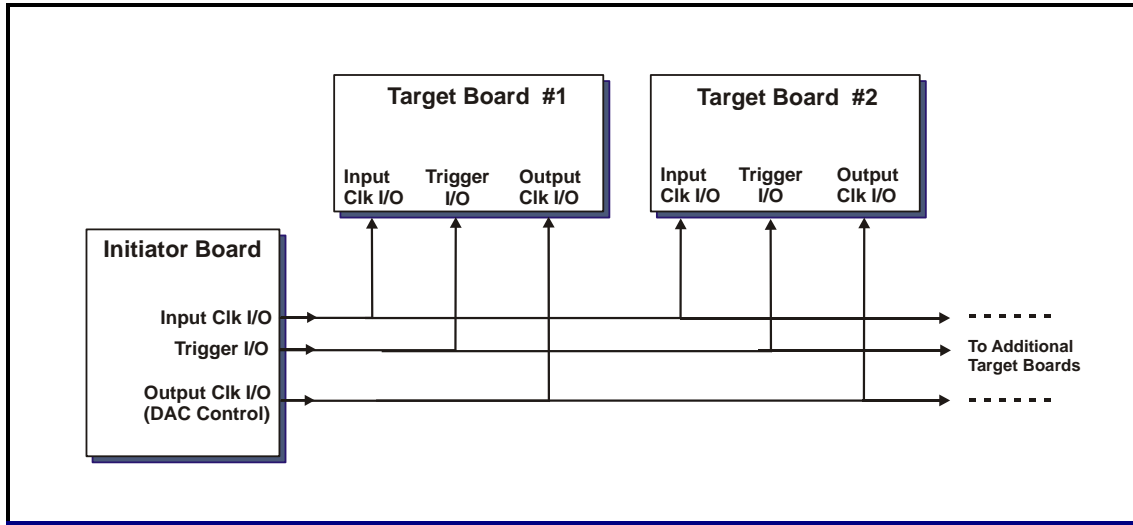 Target Board #1
Input
Clk I/O
Trigger
I/O
Output
Clk I/O
Target Board #2
Input
Clk I/O
Trigger
I/O
Output
Clk I/O
Initiator Board
Input Clk I/O
Trigger I/O
Output Clk I/O
(DAC Control)
To Additional
Target Boards